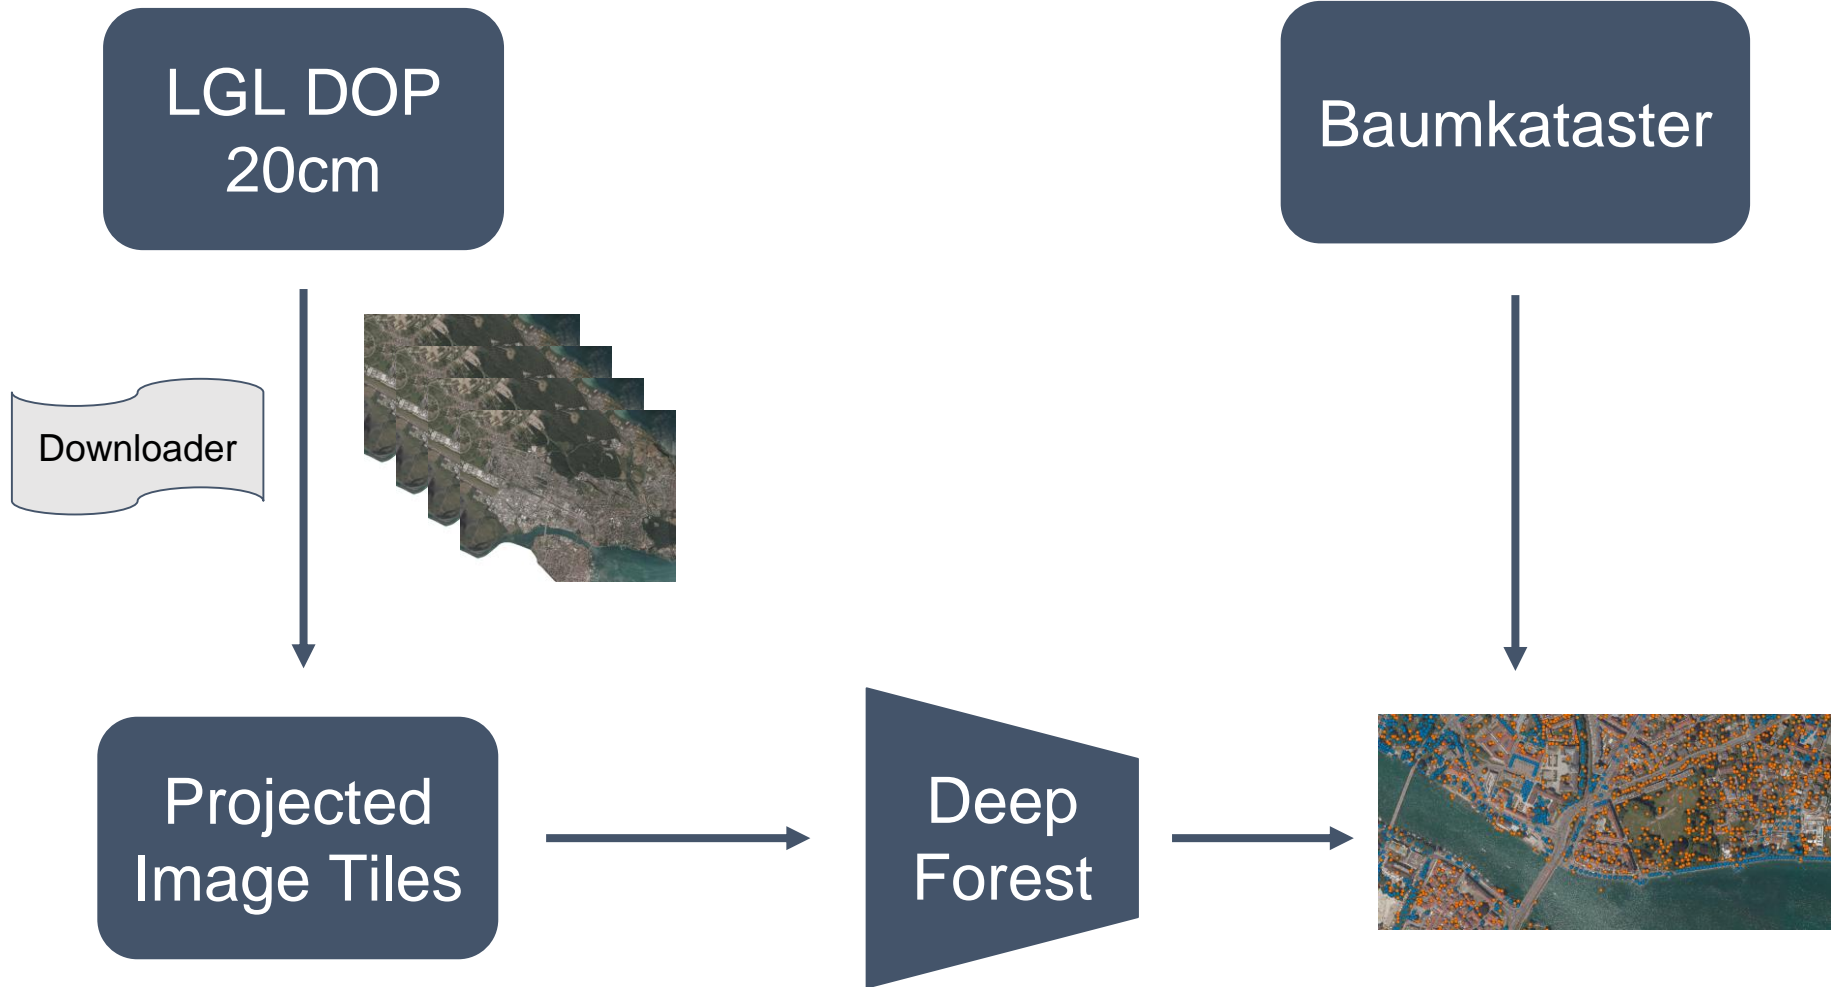 LGL DOP
20cm
Baumkataster
Downloader
Projected
Image Tiles
Deep
Forest